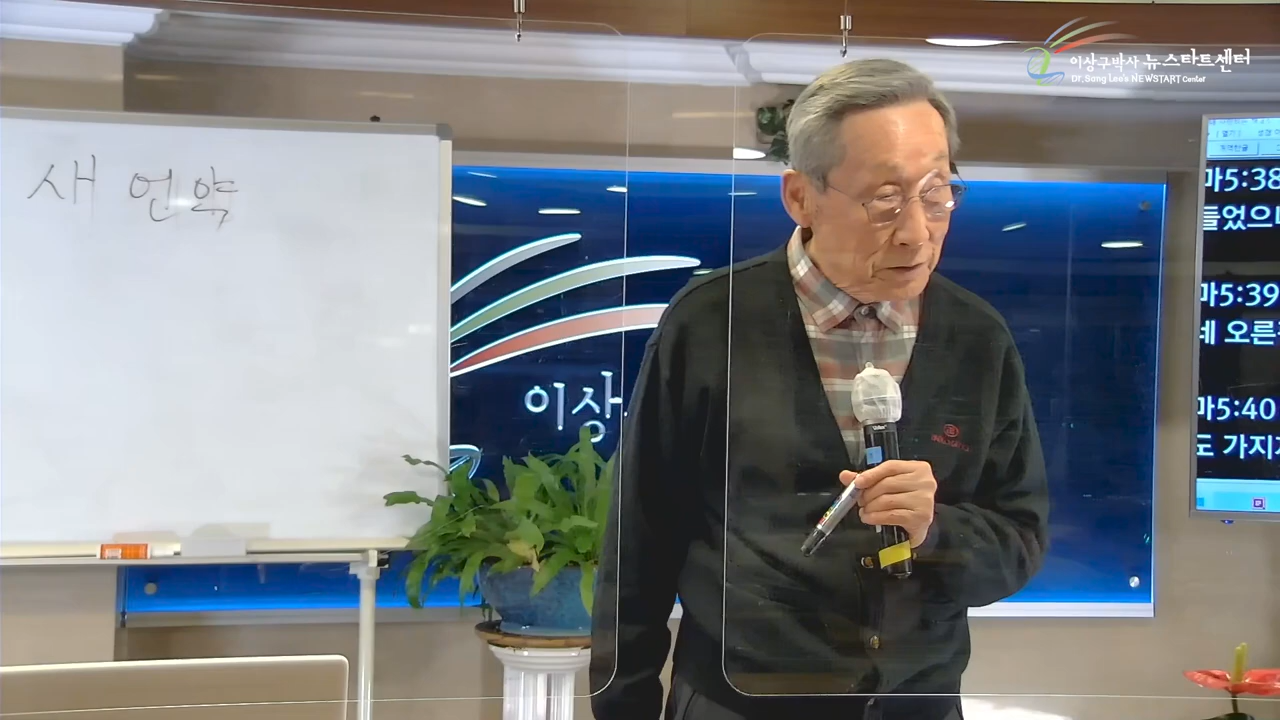 이상구박사 뉴스타트센터
Dr. Sang Lee's NEWSTART Center
새 언약
이상
마5:38
들었으
마5:39
데 오른
마5:40
도 가지